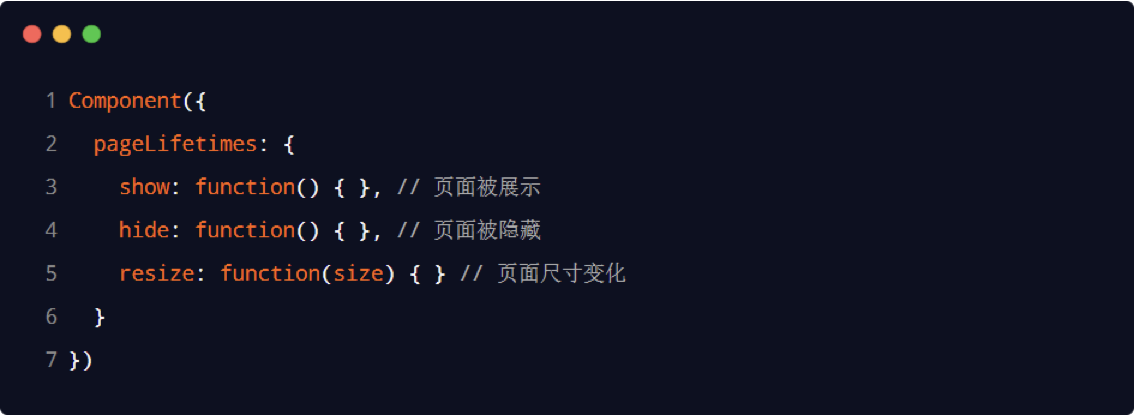 1 Component({
2   pageLifetimes: {
3     show: function() { }, // 页面被展示
4     hide: function() { }, // 页面被隐藏
5     resize: function(size) { } // 页面尺寸变化
6   }
7 })